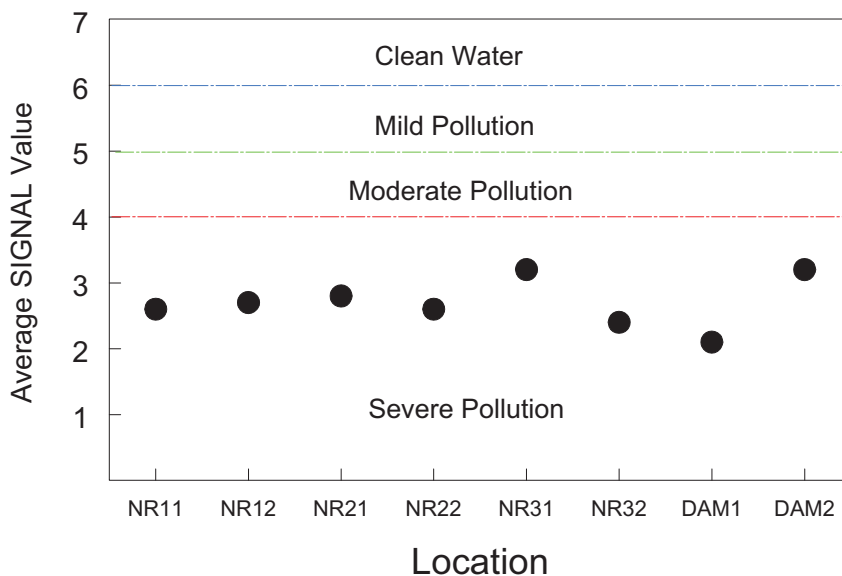 7
Clean Water
6
Mild Pollution
5
Moderate Pollution
4
3
2
Severe Pollution
1
Average SIGNAL Value
NR11 NR12 NR21 NR22 NR31 NR32 DAM1 DAM2
Location